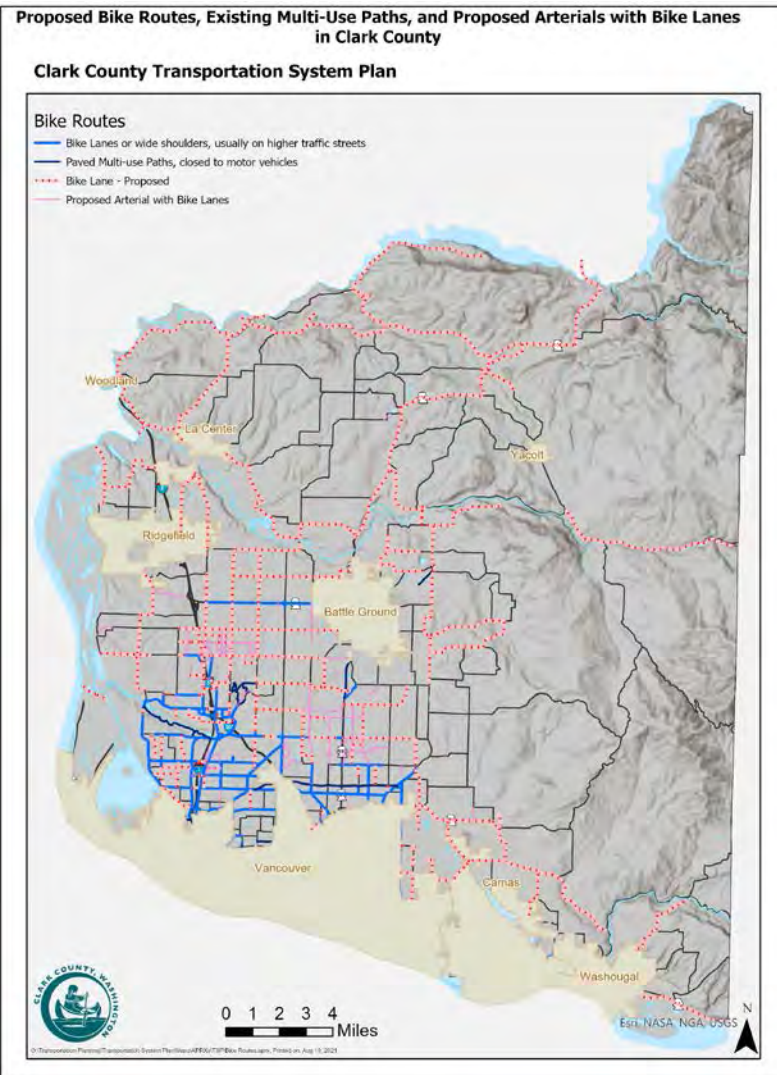 Proposed Bike Routes, Existing Multi-Use Paths, and Proposed Arterials with Bike Lanes
in Clark County
Clark County Transportation System Plan
Bike Routes
Bike Lanes or wide shoulders, usually on higher traffic streets
Paved Multi-use Paths, closed to motor vehicles
Bike Lane - Proposed
Proposed Arterial with Bike Lanes
Woodland
La Center
Yacolt
Ridgefield
Battle Ground
Vancouver
Camas
Washougal
CLARK COUNTY, WASHINGTON
0 1 2 3 4
Miles
Esri, NASA, NGA, USGS
N